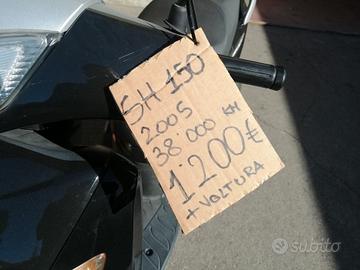 SH 150
2005
38.000 KM
1.200€
+ VOLTURA
subito